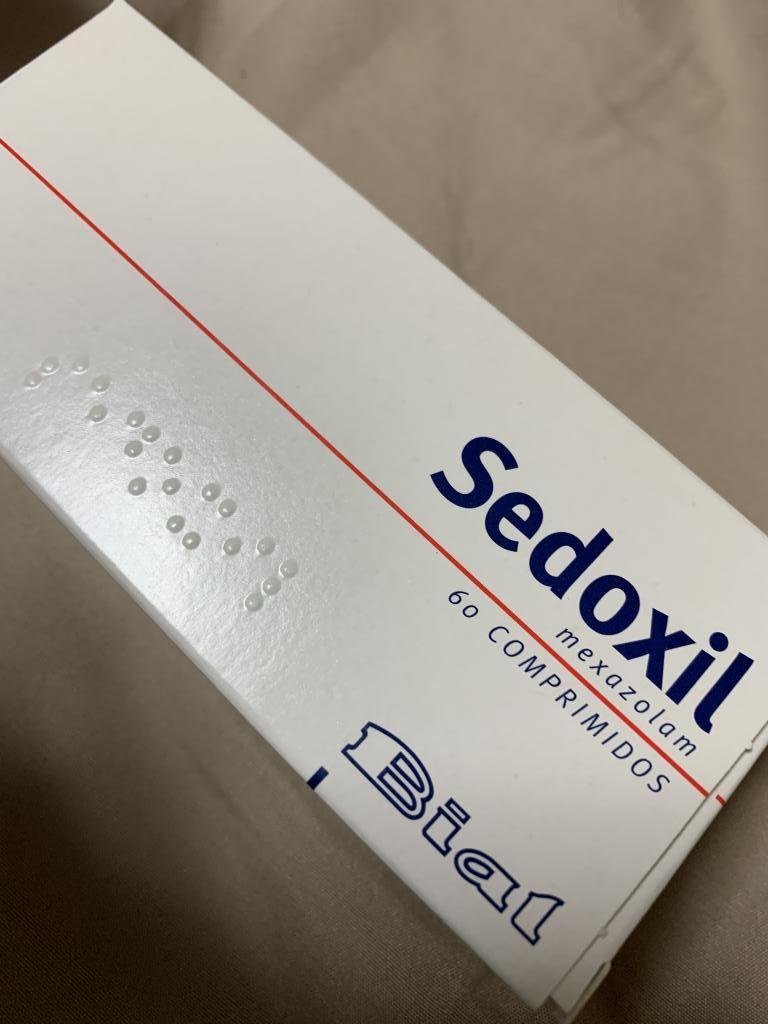 Sedoxil
mexazolam
60 COMPRIMIDOS
Bial